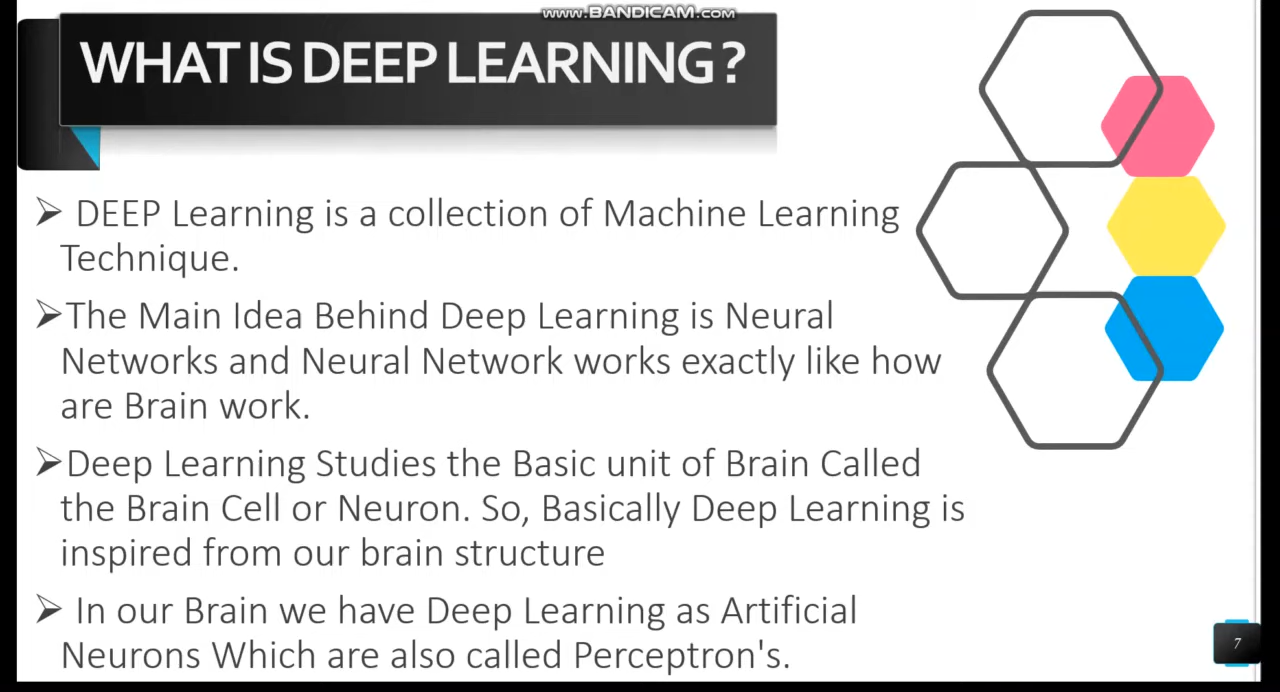 www.BANDICAM.com
WHAT IS DEEP LEARNING?
➢ DEEP Learning is a collection of Machine Learning
Technique.
➢The Main Idea Behind Deep Learning is Neural
Networks and Neural Network works exactly like how
are Brain work.
➢Deep Learning Studies the Basic unit of Brain Called
the Brain Cell or Neuron. So, Basically Deep Learning is
inspired from our brain structure
➢ In our Brain we have Deep Learning as Artificial
Neurons Which are also called Perceptron's.
7